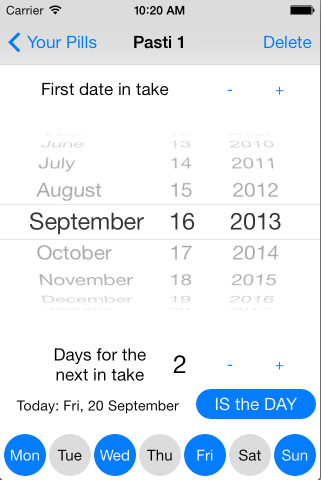 Carrier 10:20 AM
Your Pills Pasti 1 Delete
First date in take - +
June 13 2010
July 14 2011
August 15 2012
September 16 2013
October 17 2014
November 18 2015
December 19 2016
Days for the
next in take 2 - +
Today: Fri, 20 September IS the DAY
Mon Tue Wed Thu Fri Sat Sun